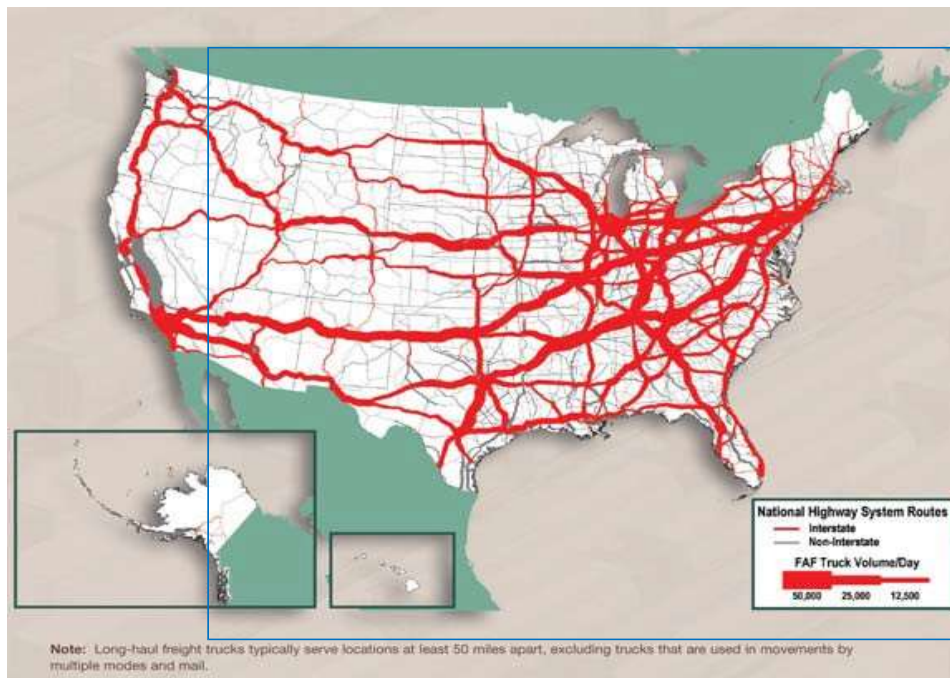 National Highway System Routes
Interstate
Non-Interstate
FAF Truck Volume/Day
50,000 25,000 12,500
Note: Long-haul freight trucks typically serve locations at least 50 miles apart, excluding trucks that are used in movements by
multiple modes and mail.